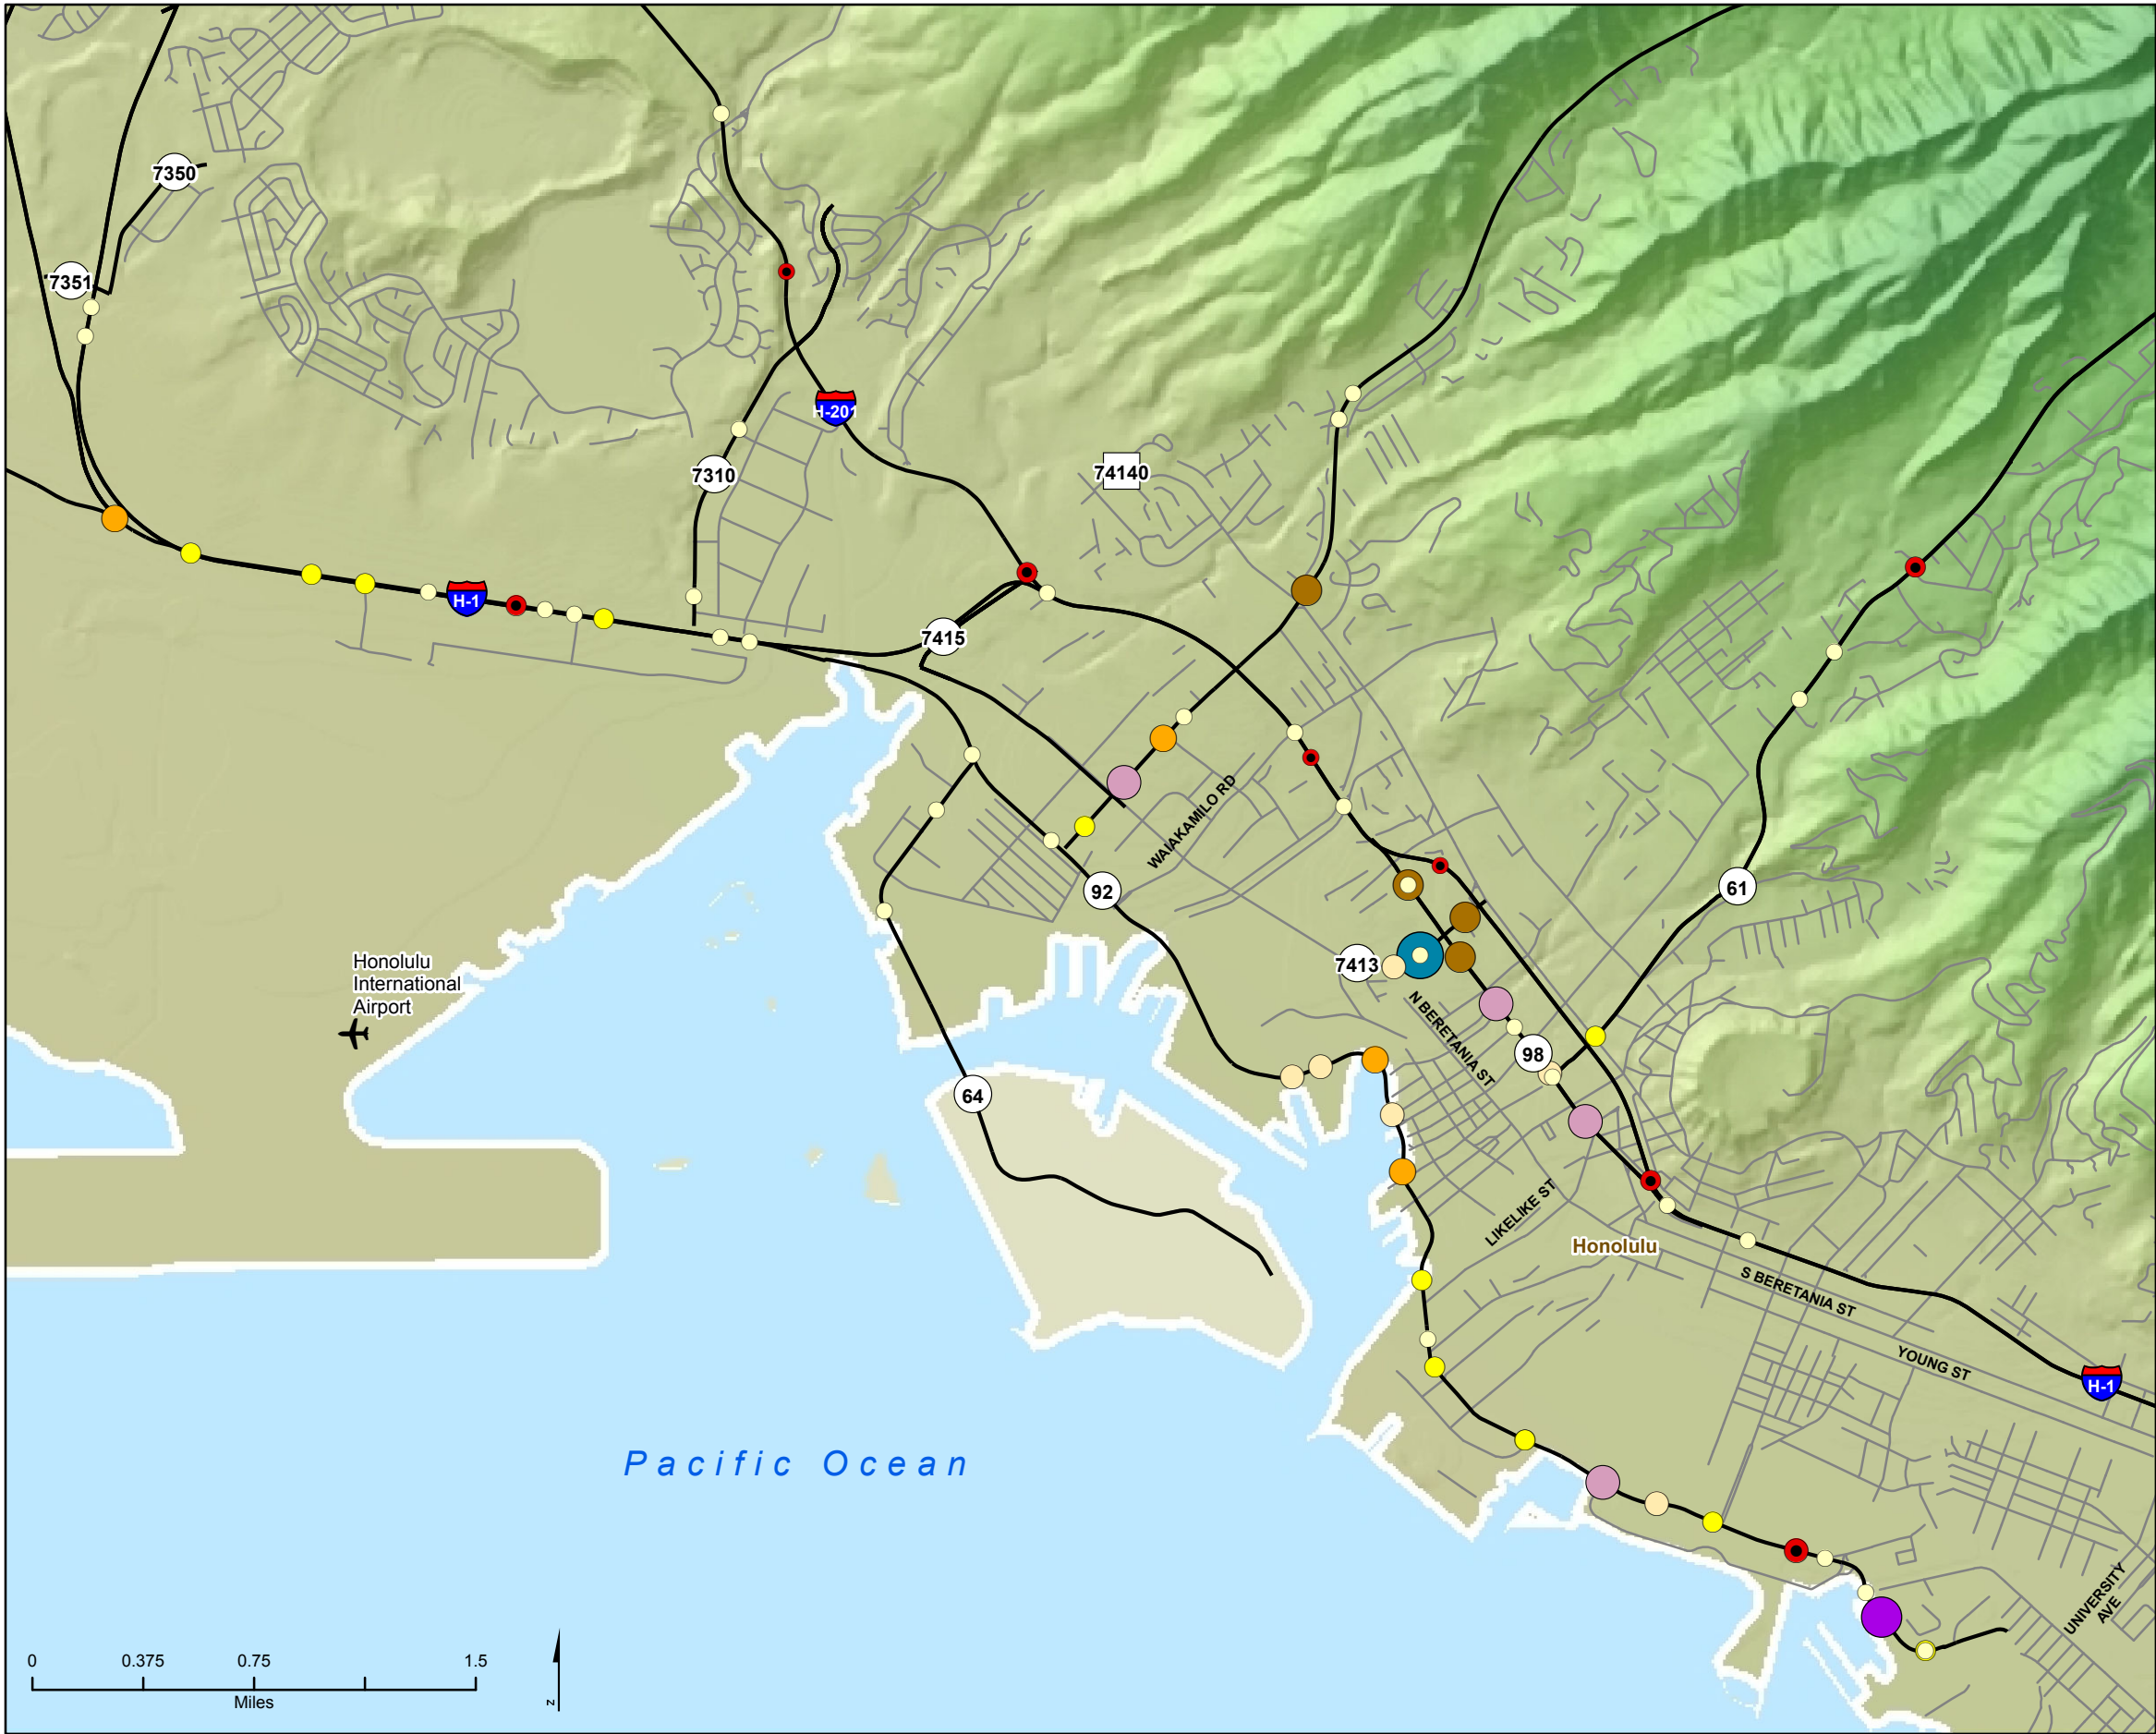 7350
7351
H-201
7310
74140
H-1
7415
WAIAKAMILO RD
92
61
Honolulu
International
Airport
7413
N BERETANIA ST
98
64
LIKELIKE ST
Honolulu
S BERETANIA ST
YOUNG ST
H-1
Pacific Ocean
UNIVERSITY
AVE
0 0.375 0.75 1.5
Miles
z